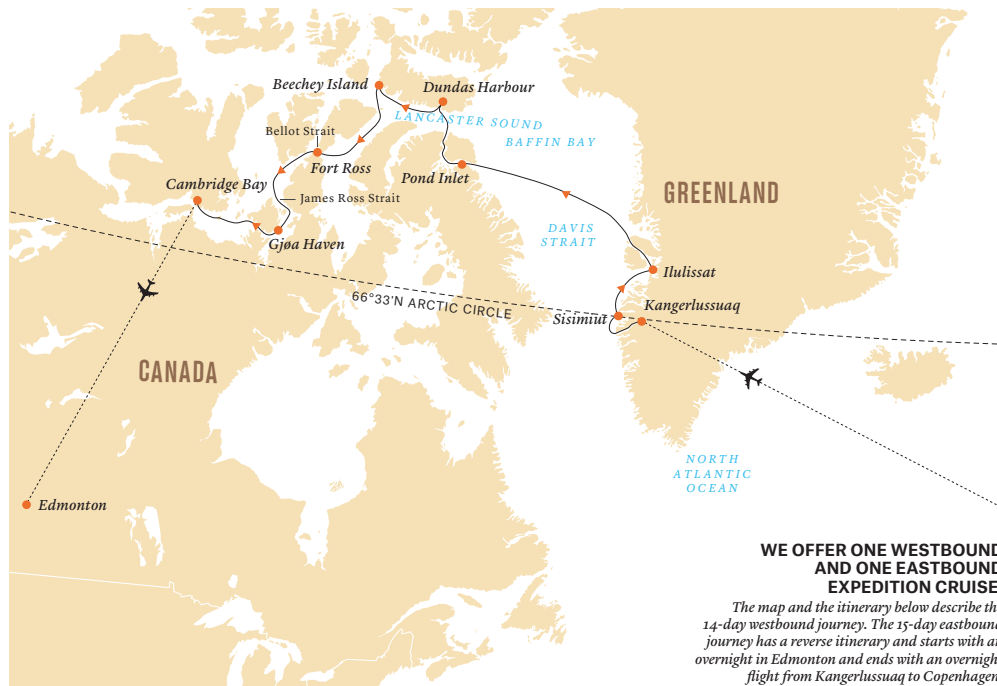 Beechey Island
Dundas Harbour
LANCASTER SOUND
BAFFIN BAY
Bellot Strait
Fort Ross
Pond Inlet
Cambridge Bay
James Ross Strait
GREENLAND
DAVIS
STRAIT
Gjøa Haven
Ilulissat
66°33'N ARCTIC CIRCLE
Kangerlussuaq
Sisimiut
CANADA
NORTH
ATLANTIC
OCEAN
Edmonton
WE OFFER ONE WESTBOUND
AND ONE EASTBOUND
EXPEDITION CRUISE
The map and the itinerary below describe th
14-day westbound journey. The 15-day eastbound
journey has a reverse itinerary and starts with an
overnight in Edmonton and ends with an overnight
flight from Kangerlussuaq to Copenhagen